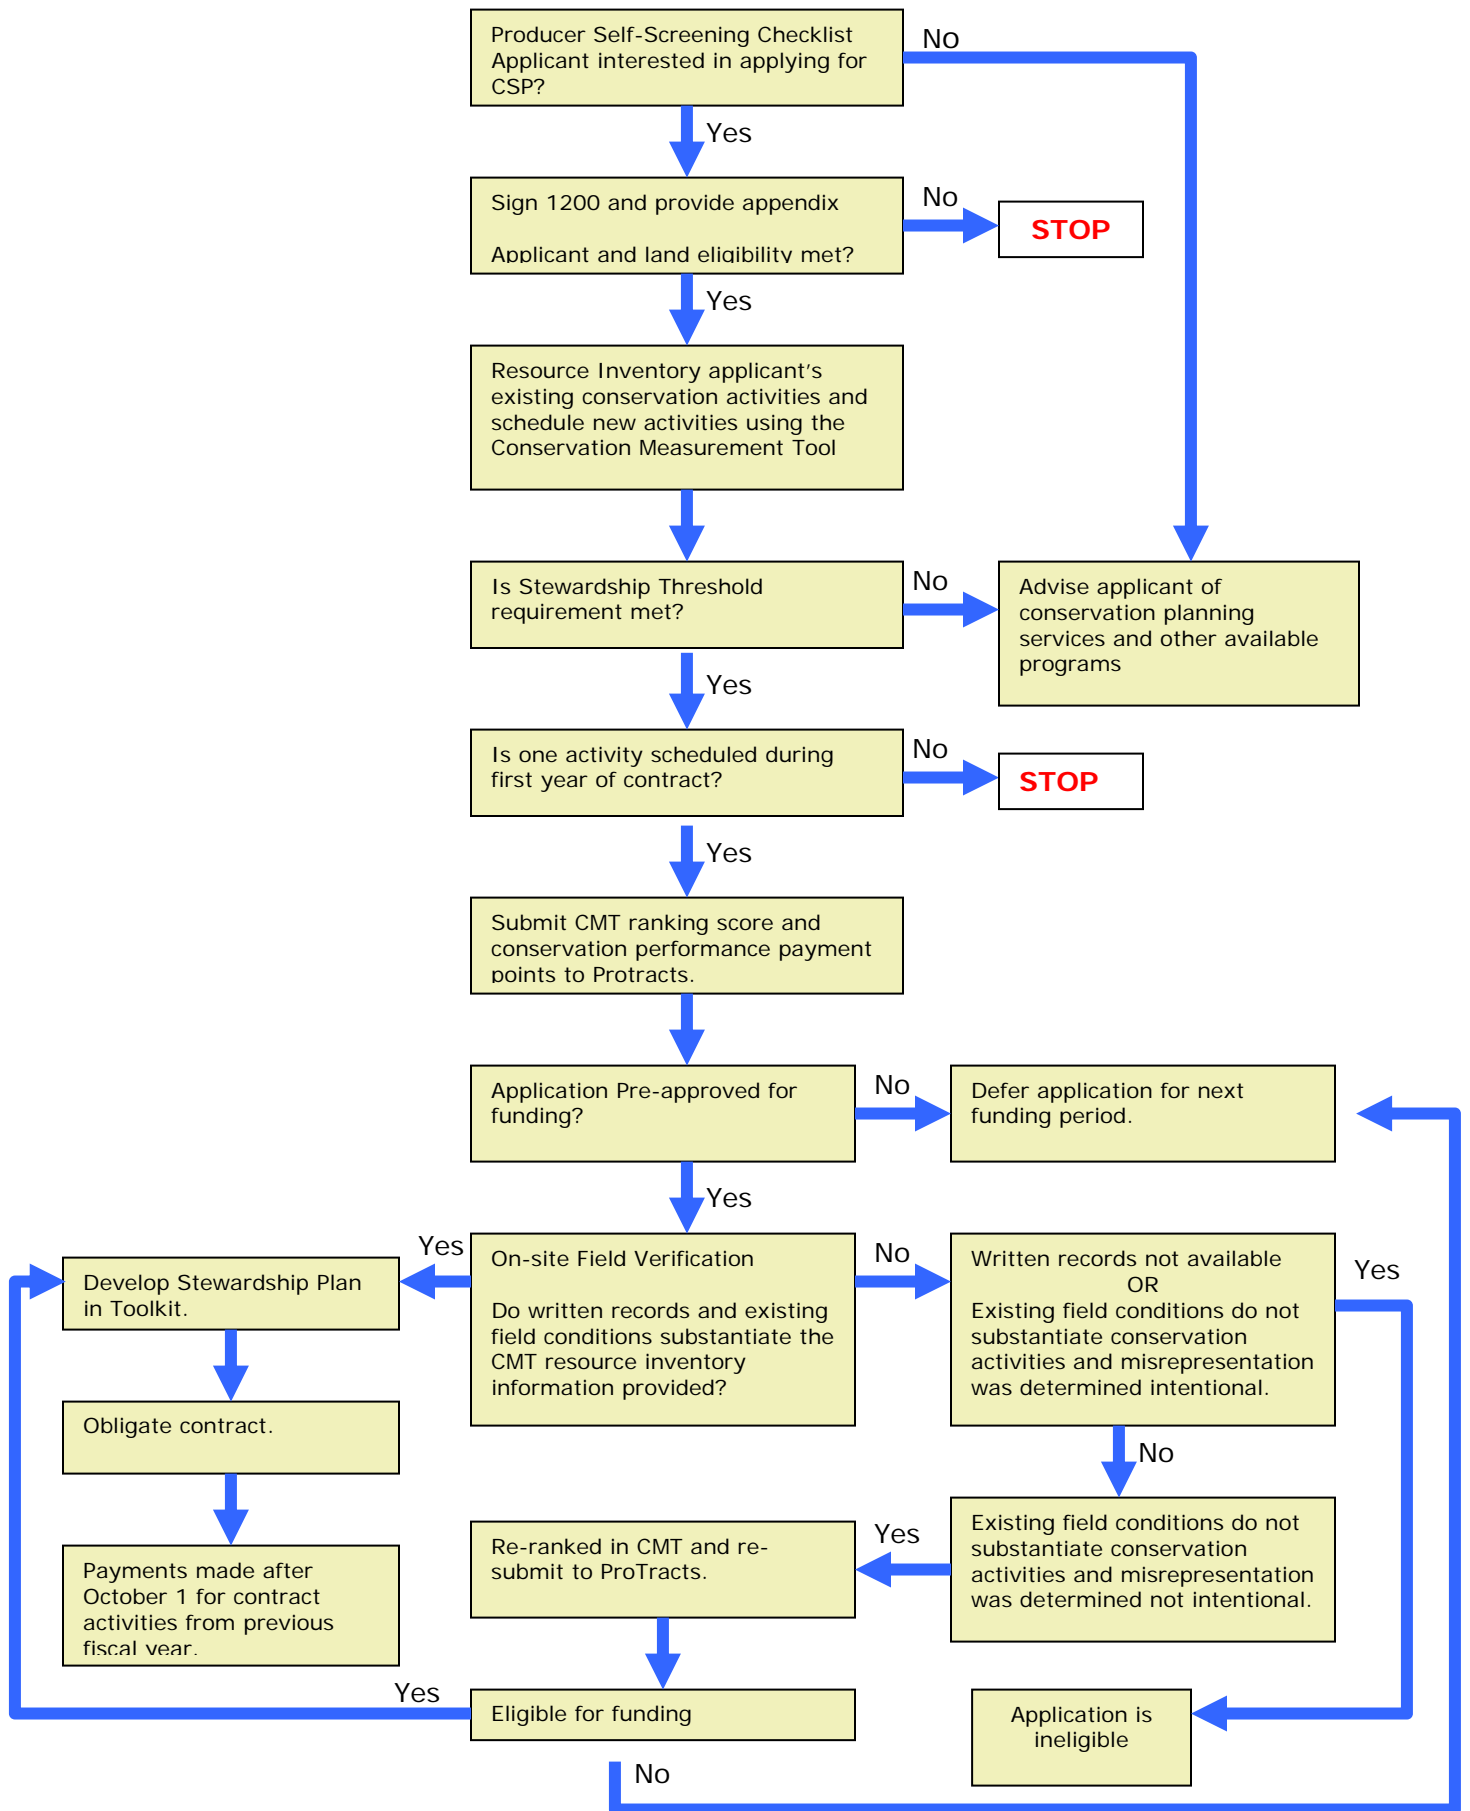 Producer Self-Screening Checklist
Applicant interested in applying for
CSP?
No
Yes
Sign 1200 and provide appendix
Applicant and land eligibility met?
No
STOP
Yes
Resource Inventory applicant's
existing conservation activities and
schedule new activities using the
Conservation Measurement Tool
Is Stewardship Threshold
requirement met?
No
Advise applicant of
conservation planning
services and other available
programs
Yes
Is one activity scheduled during
first year of contract?
No
STOP
Yes
Submit CMT ranking score and
conservation performance payment
points to Protracts.
Application Pre-approved for
funding?
No
Defer application for next
funding period.
Yes
Yes
Develop Stewardship Plan
in Toolkit.
On-site Field Verification
Do written records and existing
field conditions substantiate the
CMT resource inventory
information provided?
No
Written records not available
OR
Existing field conditions do not
substantiate conservation
activities and misrepresentation
was determined intentional.
Yes
Obligate contract.
No
Payments made after
October 1 for contract
activities from previous
fiscal year.
Re-ranked in CMT and re-
submit to ProTracts.
Yes
Existing field conditions do not
substantiate conservation
activities and misrepresentation
was determined not intentional.
Yes
Eligible for funding
Application is
ineligible
No